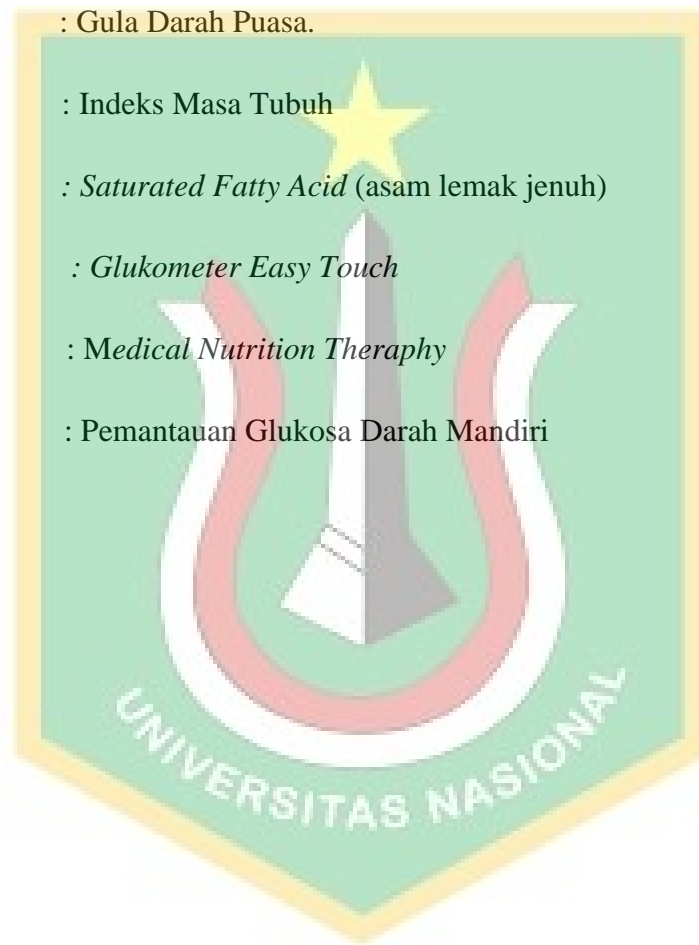 : Gula Darah Puasa.
: Indeks Masa Tubuh
: Saturated Fatty Acid (asam lemak jenuh)
: Glukometer Easy Touch
: Medical Nutrition Theraphy
: Pemantauan Glukosa Darah Mandiri
UNIVERSITAS NASIONAL